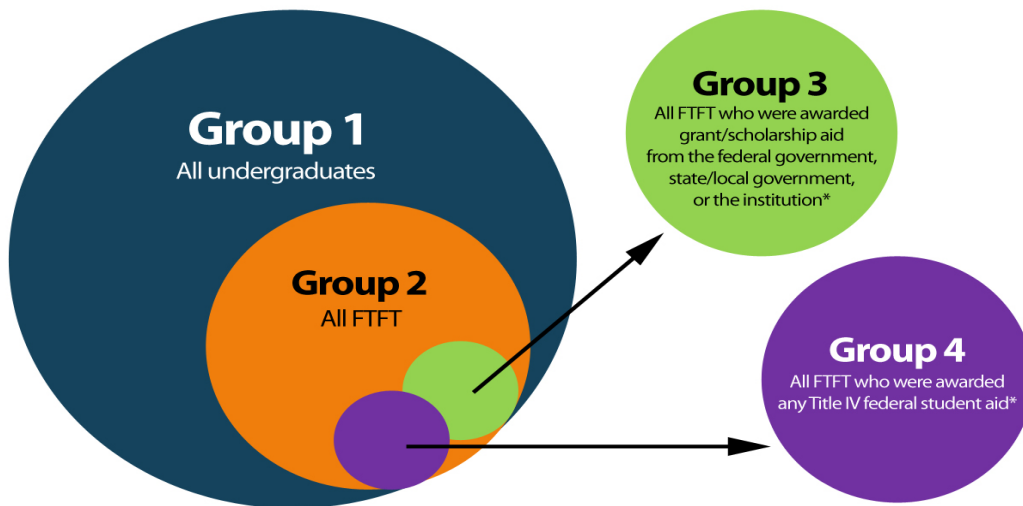 Group 1
All undergraduates
Group 2
All FTFT
Group 3
All FTFT who were awarded
grant/scholarship aid
from the federal government,
state/local government,
or the institution*
Group 4
All FTFT who were awarded
any Title IV federal student aid*